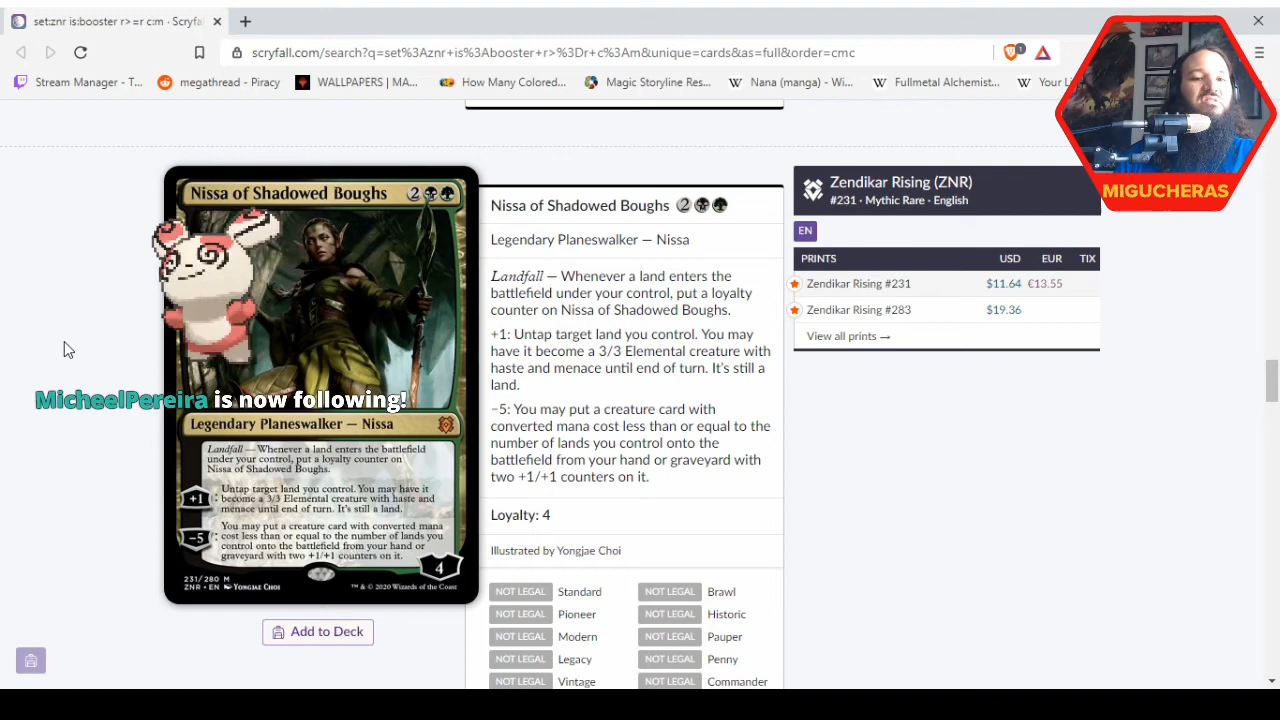 set:znr is:booster r>=r c:m · Scryfa
scryfall.com/search?q=set%3Aznr+is%3Abooster+r>%3Dr+c%3Am&unique=cards&as=full&order=cmc
1
Stream Manager - T...
megathread - Piracy
WALLPAPERS | MA...
How Many Colored...
Magic Storyline Res...
Nana (manga) - Wi...
Fullmetal Alchemist...
Your Li
MIGUCHERAS
Nissa of Shadowed Boughs 2
MicheelPereira is now following!
Legendary Planeswalker — Nissa
Landfall — Whenever a land enters the battlefield
under your control, put a loyalty counter on
Nissa of Shadowed Boughs.
+1 : Untap target land you control. You may have it
become a 3/3 Elemental creature with haste and
menace until end of turn. It's still a land.
−5 : You may put a creature card with converted mana
cost less than or equal to the number of lands you
control onto the battlefield from your hand or
graveyard with two +1/+1 counters on it.
4
231/280 M
ZNR • EN YONGJAE CHOI
™ & © 2020 Wizards of the Coast
Add to Deck
Nissa of Shadowed Boughs 2
Legendary Planeswalker — Nissa
Landfall — Whenever a land enters the
battlefield under your control, put a loyalty
counter on Nissa of Shadowed Boughs.
+1: Untap target land you control. You may
have it become a 3/3 Elemental creature with
haste and menace until end of turn. It's still a
land.
−5: You may put a creature card with
converted mana cost less than or equal to the
number of lands you control onto the
battlefield from your hand or graveyard with
two +1/+1 counters on it.
Loyalty: 4
Illustrated by Yongjae Choi
NOT LEGAL Standard NOT LEGAL Brawl
NOT LEGAL Pioneer NOT LEGAL Historic
NOT LEGAL Modern NOT LEGAL Pauper
NOT LEGAL Legacy NOT LEGAL Penny
NOT LEGAL Vintage NOT LEGAL Commander
Zendikar Rising (ZNR)
#231 · Mythic Rare · English
EN
PRINTS USD EUR TIX
Zendikar Rising #231 $11.64 €13.55
Zendikar Rising #283 $19.36
View all prints →